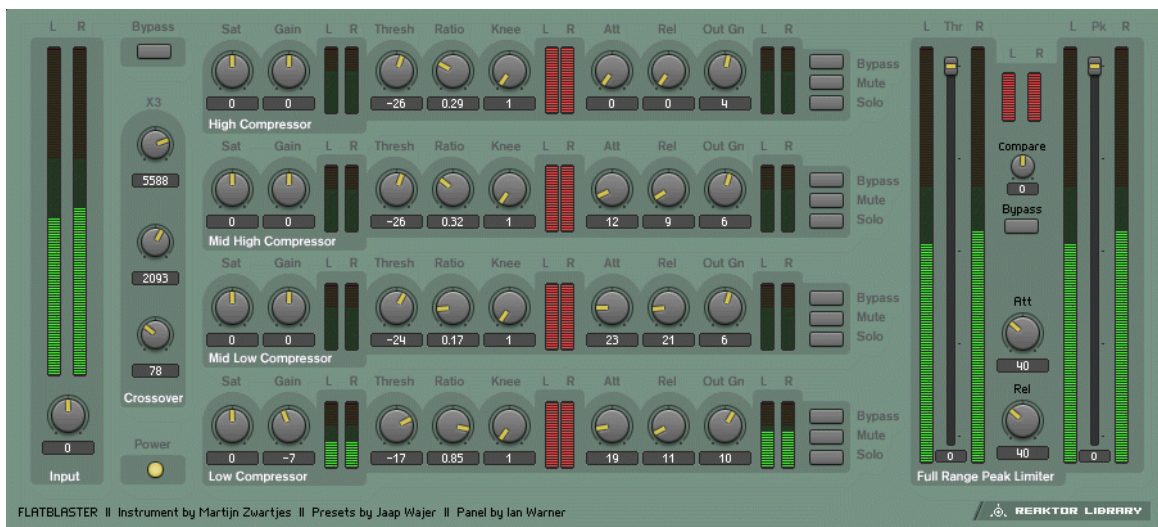 L R Bypass Sat Gain L R Thresh Ratio Knee L R Att Rel Out Gn L R L Thr R L Pk R
Bypass
Mute
Solo
L R
X3
0 0 -26 0.29 1 0 0 4
High Compressor
Sat Gain L R Thresh Ratio Knee L R Att Rel Out Gn L R
Compare
5588
Bypass
Mute
Solo
0
Bypass
0 0 -26 0.32 1 12 9 6
Mid High Compressor
Sat Gain L R Thresh Ratio Knee L R Att Rel Out Gn L R
2093
Bypass
Mute
Solo
Att
0 0 -24 0.17 1 23 21 6
Mid Low Compressor
78
40
Sat Gain L R Thresh Ratio Knee L R Att Rel Out Gn L R
Rel
Crossover
Bypass
Mute
Solo
0
Power
0 -7 -17 0.85 1 19 11 10
0 40 0
Input
Low Compressor
Full Range Peak Limiter
FLATBLASTER II Instrument by Martijn Zwartjes II Presets by Jaap Wajer II Panel by Ian Warner
REAKTOR LIBRARY